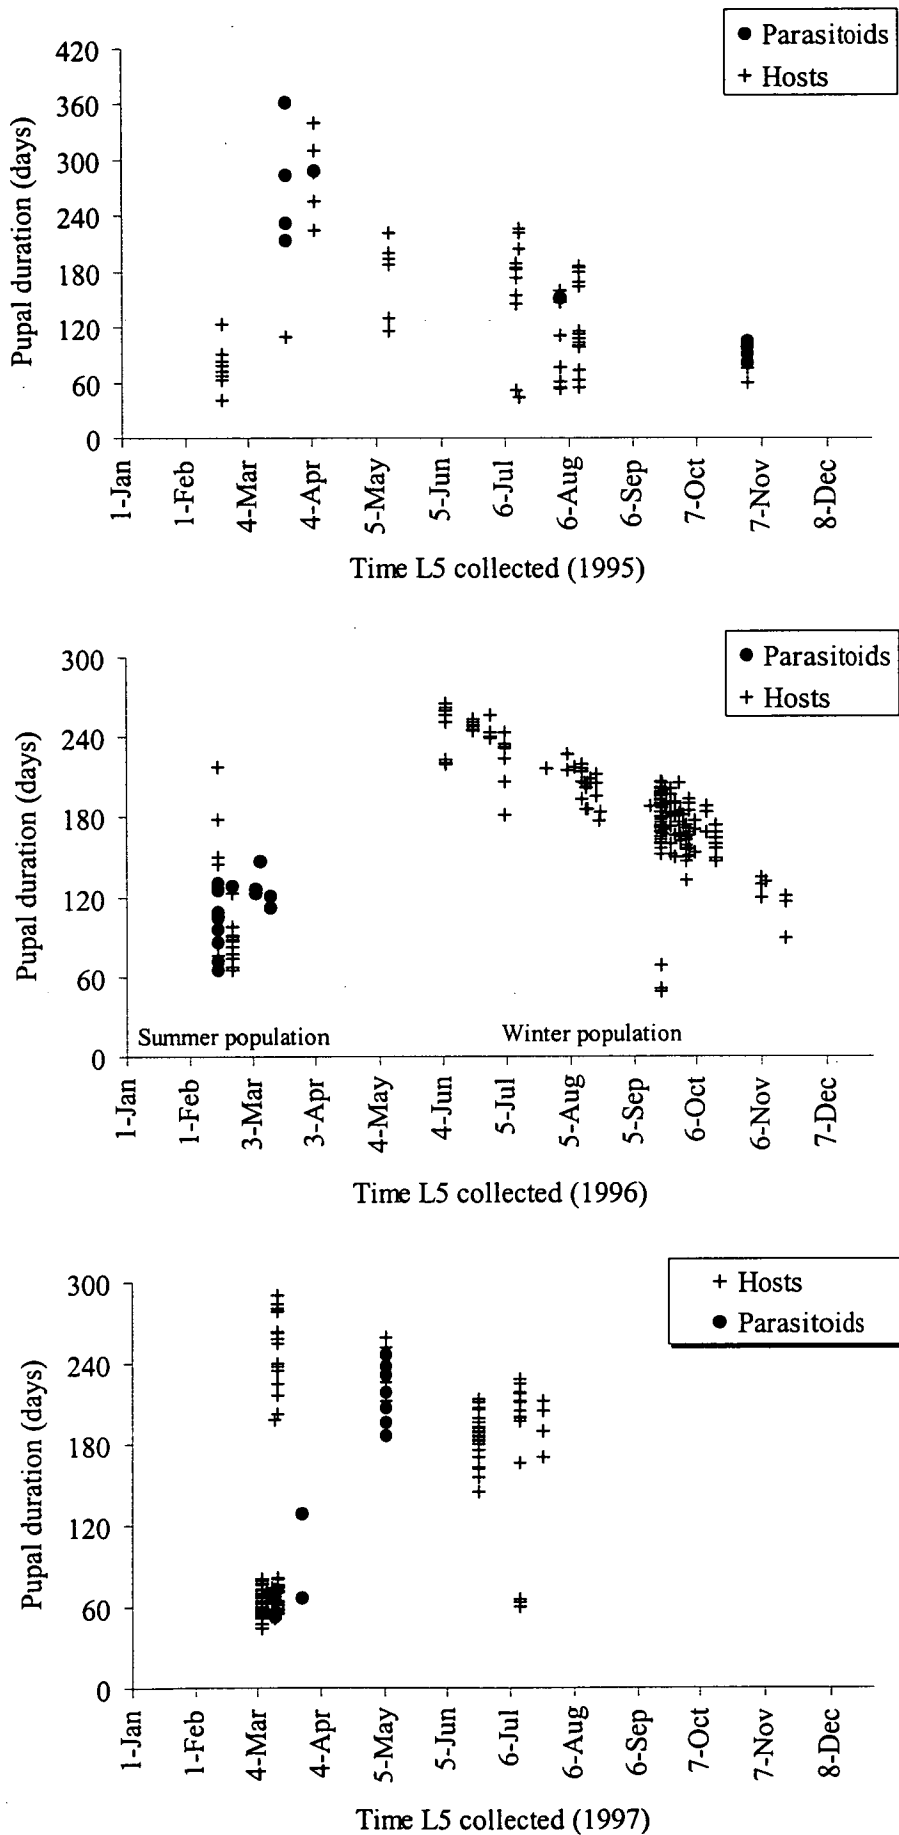 Parasitoids
Hosts
Pupal duration (days)
420
360
300
240
180
120
60
0
1-Jan
1-Feb
4-Mar
4-Apr
5-May
5-Jun
6-Jul
6-Aug
6-Sep
7-Oct
7-Nov
8-Dec
Time L5 collected (1995)
Parasitoids
Hosts
Pupal duration (days)
300
240
180
120
60
0
Summer population
Winter population
1-Jan
1-Feb
3-Mar
3-Apr
4-May
4-Jun
5-Jul
5-Aug
5-Sep
6-Oct
6-Nov
7-Dec
Time L5 collected (1996)
Hosts
Parasitoids
Pupal duration (days)
300
240
180
120
60
0
1-Jan
1-Feb
4-Mar
4-Apr
5-May
5-Jun
6-Jul
6-Aug
6-Sep
7-Oct
7-Nov
8-Dec
Time L5 collected (1997)